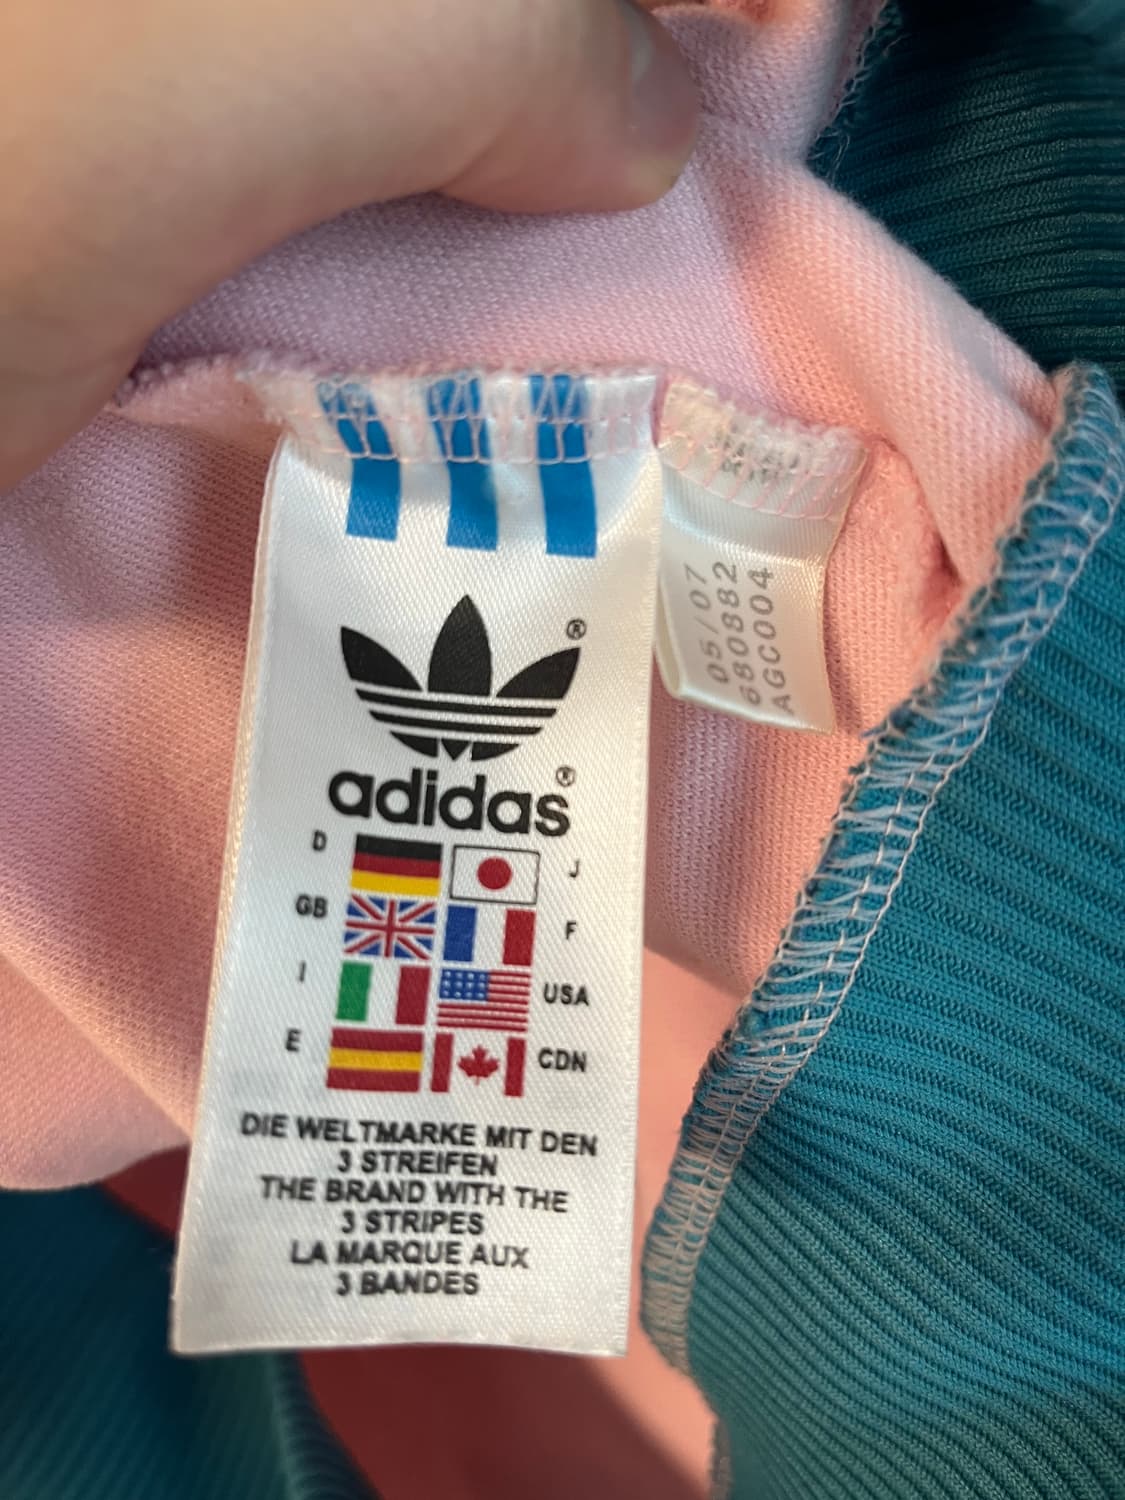 ®
adidas®
D
J
GB
F
I
USA
E
CDN
DIE WELTMARKE MIT DEN
3 STREIFEN
THE BRAND WITH THE
3 STRIPES
LA MARQUE AUX
3 BANDES
05/07
680882
AGC004